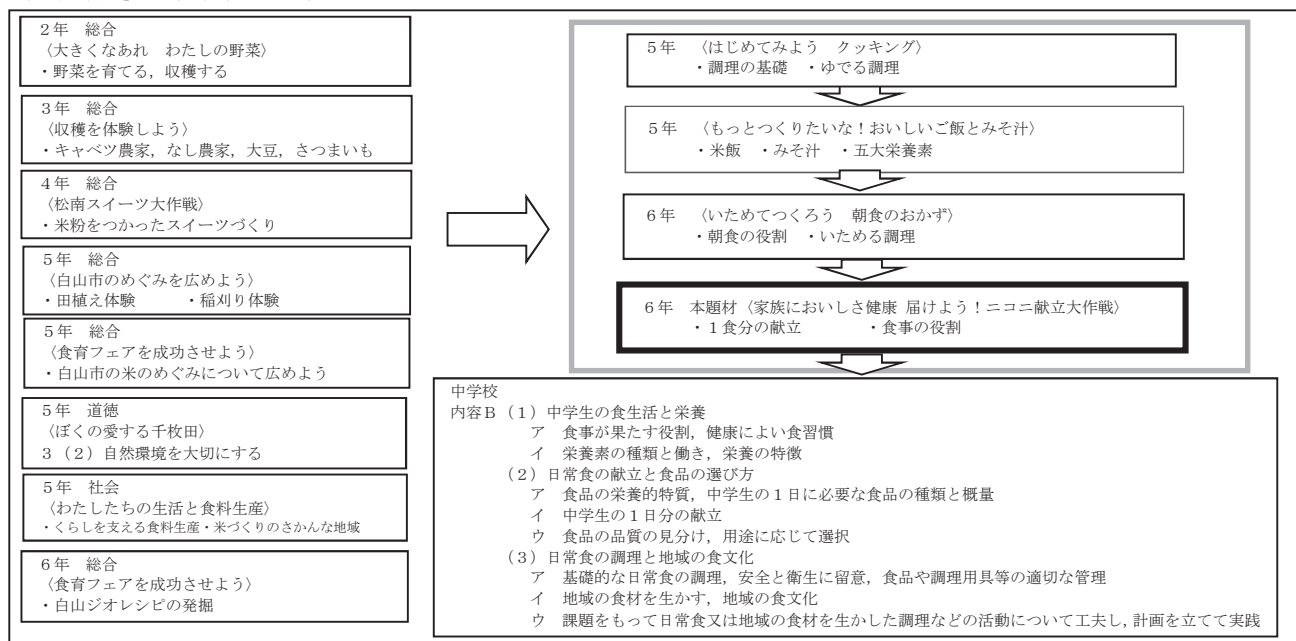 ２年　総合
〈大きくなあれ　わたしの野菜〉
・野菜を育てる，収穫する
３年　総合
〈収穫を体験しよう〉
・キャベツ農家，なし農家，大豆，さつまいも
４年　総合
〈松南スイーツ大作戦〉
・米粉をつかったスイーツづくり
５年　総合
〈白山市のめぐみを広めよう〉
・田植え体験　　・稲刈り体験
５年　総合
〈食育フェアを成功させよう〉
・白山市の米のめぐみについて広めよう
５年　道徳
〈ぼくの愛する千枚田〉
３（２）自然環境を大切にする
５年　社会
〈わたしたちの生活と食料生産〉
・くらしを支える食料生産・米づくりのさかんな地域
６年　総合
〈食育フェアを成功させよう〉
・白山ジオレシピの発掘
５年　〈はじめてみよう　クッキング〉
・調理の基礎　・ゆでる調理
５年　〈もっとつくりたいな！おいしいご飯とみそ汁〉
・米飯　・みそ汁　・五大栄養素
６年　〈いためてつくろう　朝食のおかず〉
・朝食の役割　・いためる調理
６年　本題材〈家族においしさ健康 届けよう！ニコニ献立大作戦〉
・１食分の献立　　・食事の役割
中学校
内容Ｂ（１）中学生の食生活と栄養
ア　食事が果たす役割，健康によい食習慣
イ　栄養素の種類と働き，栄養の特徴
（２）日常食の献立と食品の選び方
ア　食品の栄養的特質，中学生の１日に必要な食品の種類と概量
イ　中学生の１日分の献立
ウ　食品の品質の見分け，用途に応じて選択
（３）日常食の調理と地域の食文化
ア　基礎的な日常食の調理，安全と衛生に留意，食品や調理用具等の適切な管理
イ　地域の食材を生かす，地域の食文化
ウ　課題をもって日常食又は地域の食材を生かした調理などの活動について工夫し，計画を立てて実践